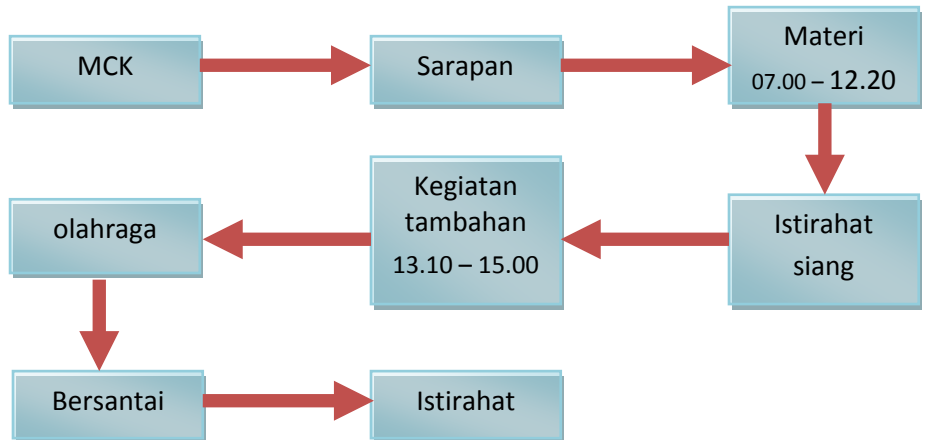 MCK
Sarapan
Materi
07.00 – 12.20
Istirahat
siang
Kegiatan
tambahan
13.10 – 15.00
olahraga
Bersantai
Istirahat